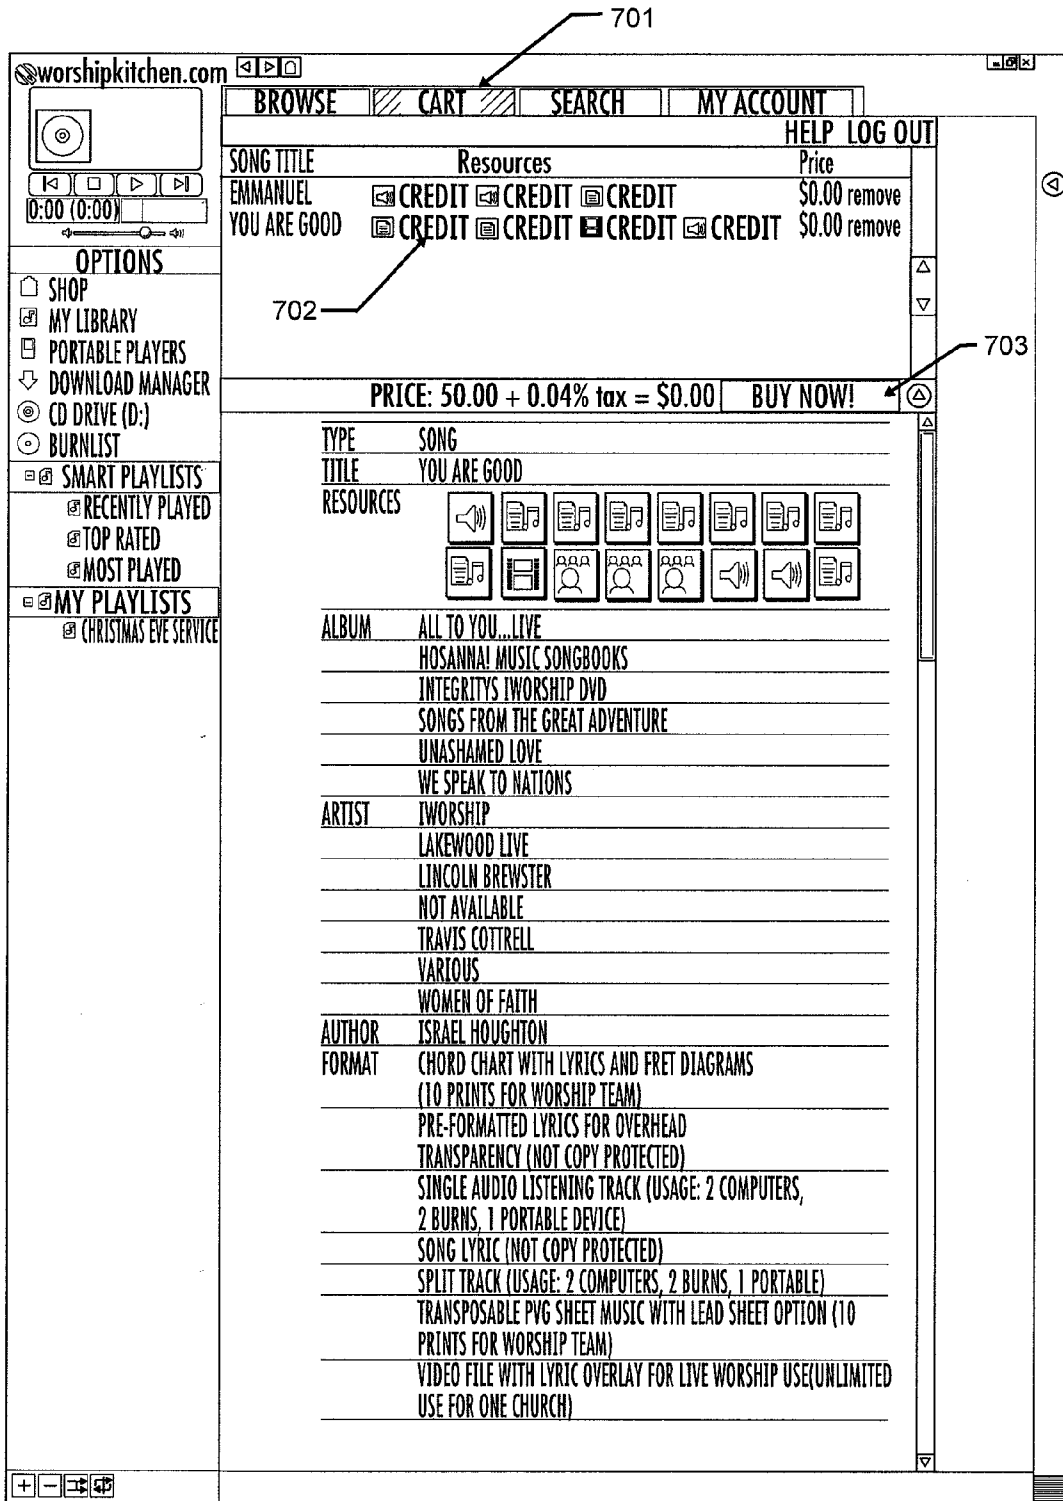 701
worshipkitchen.com
BROWSE CART SEARCH MY ACCOUNT
HELP LOG OUT
SONG TITLE Resources Price
EMMANUEL CREDIT CREDIT CREDIT $0.00 remove
YOU ARE GOOD CREDIT CREDIT CREDIT CREDIT $0.00 remove
702
703
PRICE: 50.00 + 0.04% tax = $0.00 BUY NOW!
0:00 (0:00)
OPTIONS
SHOP
MY LIBRARY
PORTABLE PLAYERS
DOWNLOAD MANAGER
CD DRIVE (D:)
BURNLIST
SMART PLAYLISTS
RECENTLY PLAYED
TOP RATED
MOST PLAYED
MY PLAYLISTS
CHRISTMAS EVE SERVICE
TYPE SONG
TITLE YOU ARE GOOD
RESOURCES
ALBUM ALL TO YOU...LIVE
HOSANNA! MUSIC SONGBOOKS
INTEGRITYS IWORSHIP DVD
SONGS FROM THE GREAT ADVENTURE
UNASHAMED LOVE
WE SPEAK TO NATIONS
ARTIST IWORSHIP
LAKEWOOD LIVE
LINCOLN BREWSTER
NOT AVAILABLE
TRAVIS COTTRELL
VARIOUS
WOMEN OF FAITH
AUTHOR ISRAEL HOUGHTON
FORMAT CHORD CHART WITH LYRICS AND FRET DIAGRAMS
(10 PRINTS FOR WORSHIP TEAM)
PRE-FORMATTED LYRICS FOR OVERHEAD
TRANSPARENCY (NOT COPY PROTECTED)
SINGLE AUDIO LISTENING TRACK (USAGE: 2 COMPUTERS,
2 BURNS, 1 PORTABLE DEVICE)
SONG LYRIC (NOT COPY PROTECTED)
SPLIT TRACK (USAGE: 2 COMPUTERS, 2 BURNS, 1 PORTABLE)
TRANSPOSABLE PVG SHEET MUSIC WITH LEAD SHEET OPTION (10
PRINTS FOR WORSHIP TEAM)
VIDEO FILE WITH LYRIC OVERLAY FOR LIVE WORSHIP USE(UNLIMITED
USE FOR ONE CHURCH)